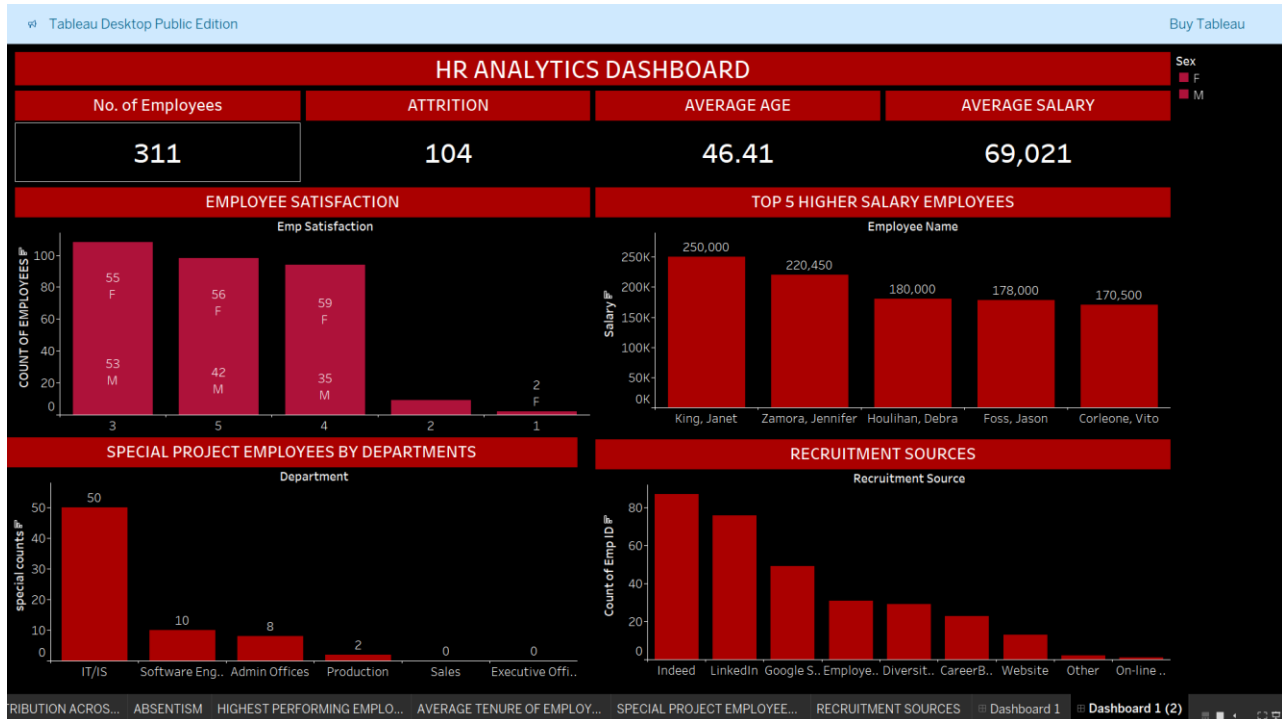 Tableau Desktop Public Edition
Buy Tableau
HR ANALYTICS DASHBOARD
Sex
F
M
No. of Employees
ATTRITION
AVERAGE AGE
AVERAGE SALARY
311
104
46.41
69,021
EMPLOYEE SATISFACTION
Emp Satisfaction
COUNT OF EMPLOYEES
100
80
60
40
20
0
55
F
53
M
56
F
42
M
59
F
35
M
2
F
3
5
4
2
1
TOP 5 HIGHER SALARY EMPLOYEES
Employee Name
Salary
250K
200K
150K
100K
50K
0K
250,000
220,450
180,000
178,000
170,500
King, Janet
Zamora, Jennifer
Houlihan, Debra
Foss, Jason
Corleone, Vito
SPECIAL PROJECT EMPLOYEES BY DEPARTMENTS
Department
special counts
50
40
30
20
10
0
50
10
8
2
0
0
IT/IS
Software Eng..
Admin Offices
Production
Sales
Executive Offi..
RECRUITMENT SOURCES
Recruitment Source
Count of Emp ID
80
60
40
20
0
Indeed
LinkedIn
Google S..
Employe..
Diversit..
CareerB..
Website
Other
On-line ..
TRIBUTION ACROS...
ABSENTISM
HIGHEST PERFORMING EMPLO...
AVERAGE TENURE OF EMPLOY...
SPECIAL PROJECT EMPLOYEE...
RECRUITMENT SOURCES
Dashboard 1
Dashboard 1 (2)